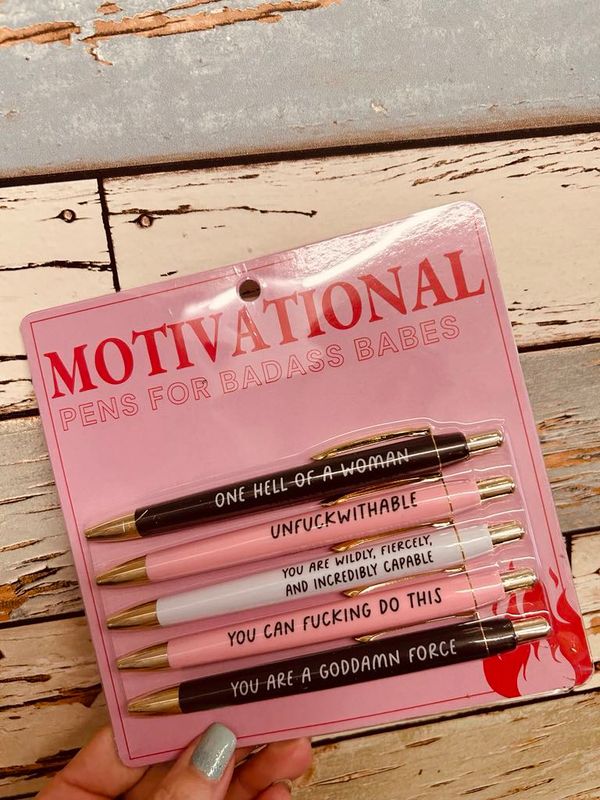 MOTIVATIONAL
PENS FOR BADASS BABES
ONE HELL OF A WOMAN
UNFUCKWITHABLE
YOU ARE WILDLY, FIERCELY,
AND INCREDIBLY CAPABLE
YOU CAN FUCKING DO THIS
YOU ARE A GODDAMN FORCE